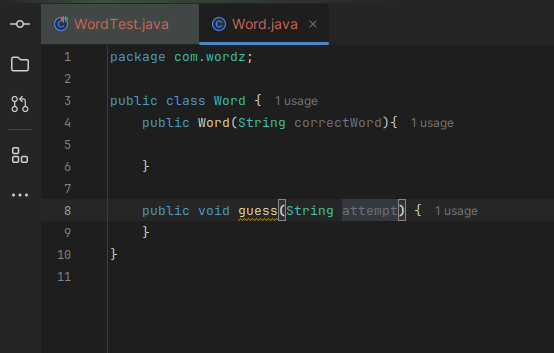 WordTest.java Word.java
1 package com.wordz;
2
3 public class Word { 1 usage
4 public Word(String correctWord){ 1 usage
5
6 }
7
8 public void guess(String attempt) { 1 usage
9 }
10 }
11